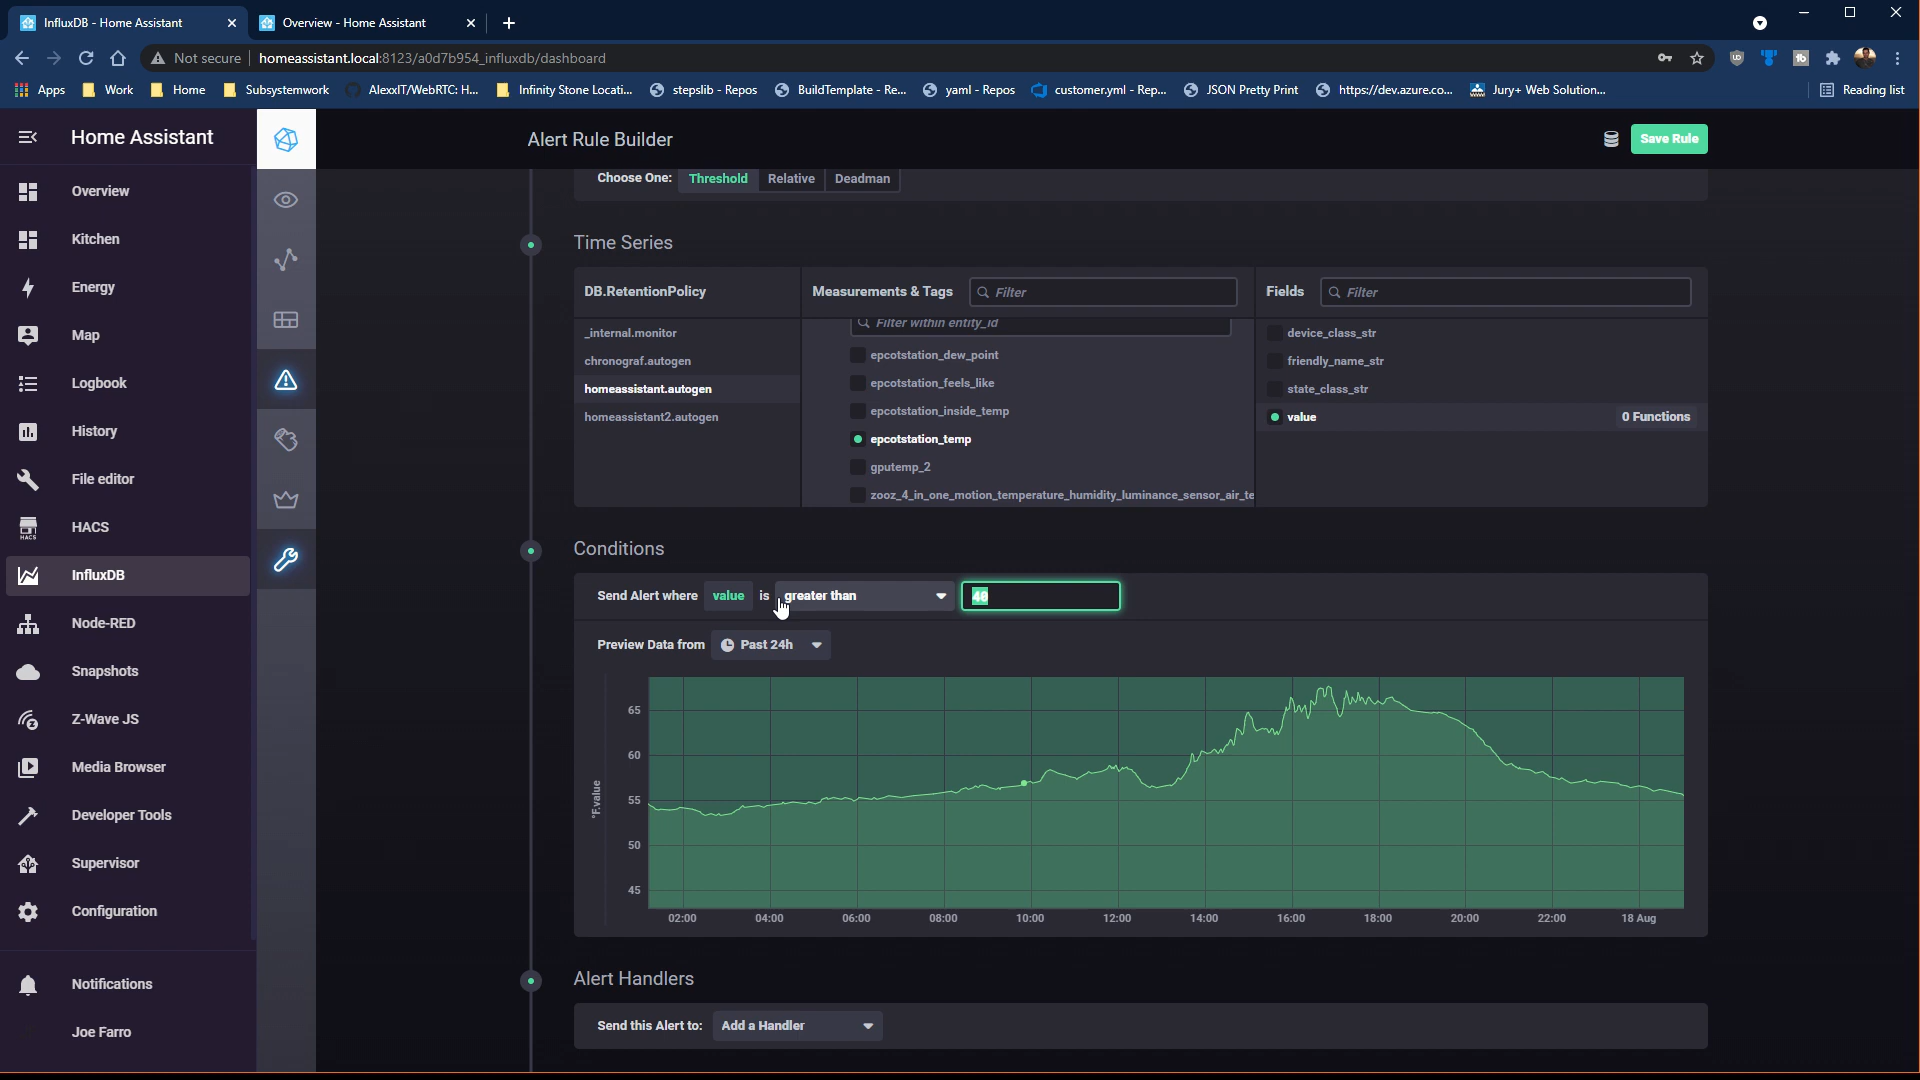 InfluxDB - Home Assistant
Overview - Home Assistant
Not secure
homeassistant.local:8123/a0d7b954_influxdb/dashboard
Apps
Work
Home
Subsystemwork
AlexxIT/WebRTC: H...
Infinity Stone Locati...
stepslib - Repos
BuildTemplate - Re...
yaml - Repos
customer.yml - Rep...
JSON Pretty Print
https://dev.azure.co...
Jury+ Web Solution...
Reading list
Home Assistant
Overview
Kitchen
Energy
Map
Logbook
History
File editor
HACS
InfluxDB
Node-RED
Snapshots
Z-Wave JS
Media Browser
Developer Tools
Supervisor
Configuration
Notifications
Joe Farro
Alert Rule Builder
Save Rule
Choose One:
Threshold
Relative
Deadman
Time Series
DB.RetentionPolicy
Measurements & Tags
Filter
Fields
Filter
_internal.monitor
chronograf.autogen
homeassistant.autogen
homeassistant2.autogen
Filter within entity_id
epcotstation_dew_point
epcotstation_feels_like
epcotstation_inside_temp
epcotstation_temp
gputemp_2
zooz_4_in_one_motion_temperature_humidity_luminance_sensor_air_te
device_class_str
friendly_name_str
state_class_str
value
0 Functions
Conditions
Send Alert where value is greater than 40
Preview Data from Past 24h
°F.value
65
60
55
50
45
02:00 04:00 06:00 08:00 10:00 12:00 14:00 16:00 18:00 20:00 22:00 18 Aug
Alert Handlers
Send this Alert to: Add a Handler